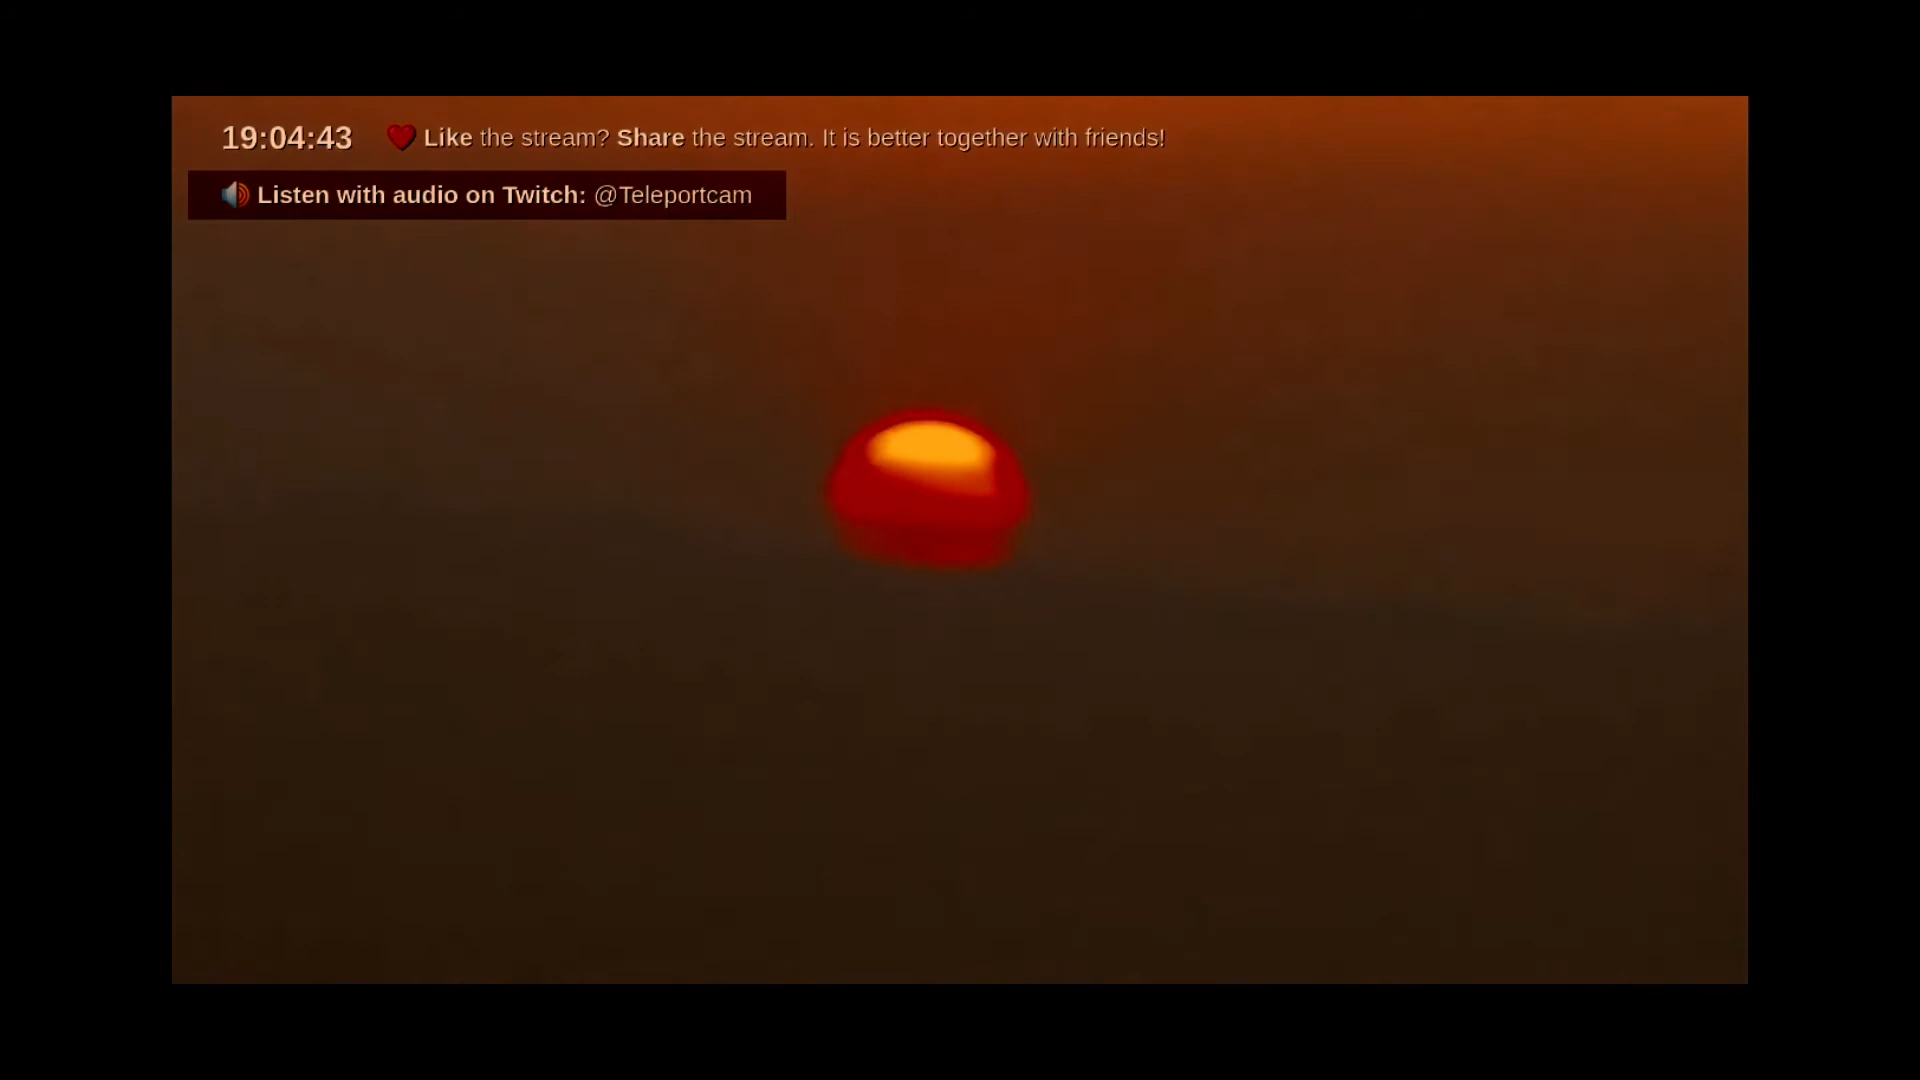 19:04:43 ❤️ Like the stream? Share the stream. It is better together with friends!
🔊 Listen with audio on Twitch: @Teleportcam